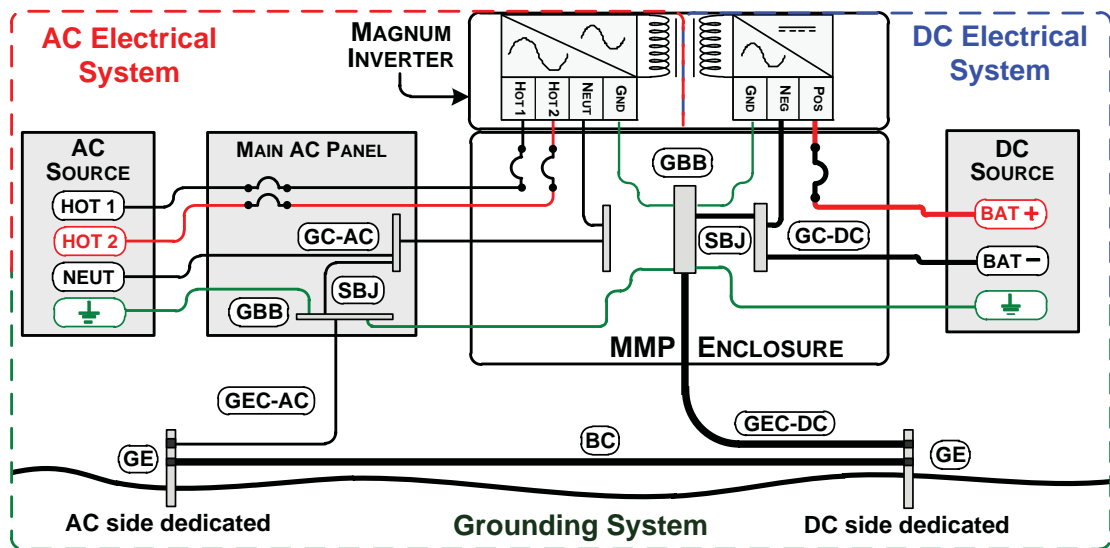 AC Electrical
System
MAGNUM
INVERTER
DC Electrical
System
HOT 1
HOT 2
NEUT
GND
GND
NEG
POS
AC
SOURCE
HOT 1
HOT 2
NEUT
MAIN AC PANEL
GC-AC
SBJ
GBB
GBB
SBJ
GC-DC
MMP ENCLOSURE
DC
SOURCE
BAT +
BAT –
GEC-AC
GEC-DC
BC
GE
GE
AC side dedicated
Grounding System
DC side dedicated